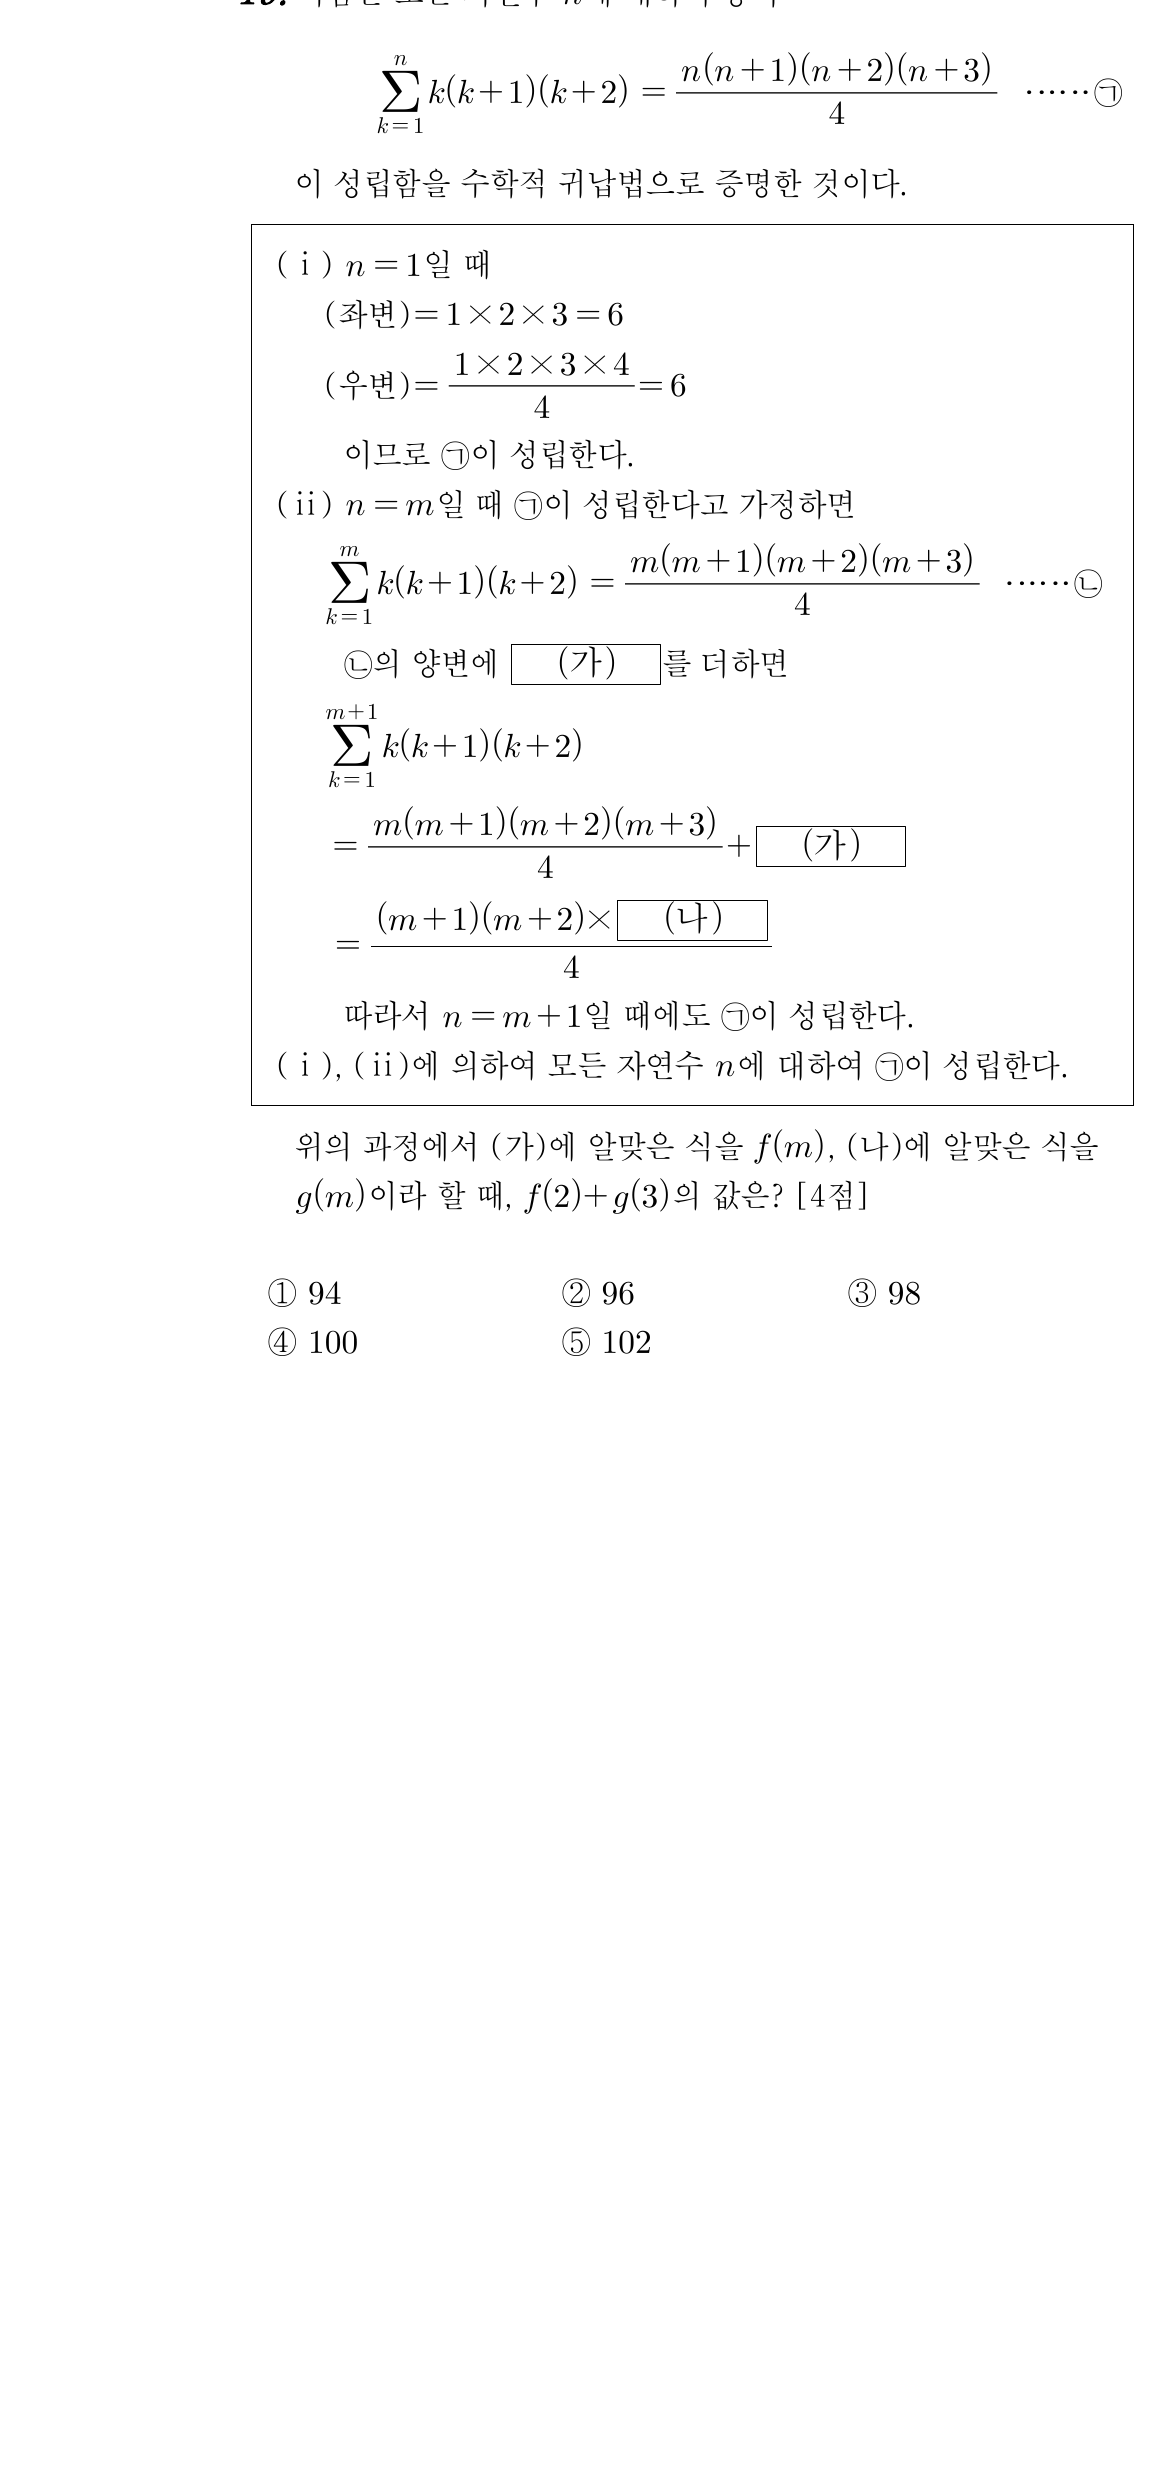 $\sum_{k=1}^{n} k(k+1)(k+2) = \frac{n(n+1)(n+2)(n+3)}{4}$ ⋯⋯㉠
이 성립함을 수학적 귀납법으로 증명한 것이다.
(ⅰ) n=1일 때
(좌변)=1×2×3=6
(우변)=$\frac{1×2×3×4}{4}$=6
이므로 ㉠이 성립한다.
(ⅱ) n=m일 때 ㉠이 성립한다고 가정하면
$\sum_{k=1}^{m} k(k+1)(k+2) = \frac{m(m+1)(m+2)(m+3)}{4}$ ⋯⋯㉡
㉡의 양변에 (가) 를 더하면
$\sum_{k=1}^{m+1} k(k+1)(k+2)$
$= \frac{m(m+1)(m+2)(m+3)}{4} +$ (가)
$= \frac{(m+1)(m+2)× (나)}{4}$
따라서 n=m+1일 때에도 ㉠이 성립한다.
(ⅰ), (ⅱ)에 의하여 모든 자연수 n에 대하여 ㉠이 성립한다.
위의 과정에서 (가)에 알맞은 식을 f(m), (나)에 알맞은 식을
g(m)이라 할 때, f(2)+g(3)의 값은? [4점]
① 94 ② 96 ③ 98
④ 100 ⑤ 102